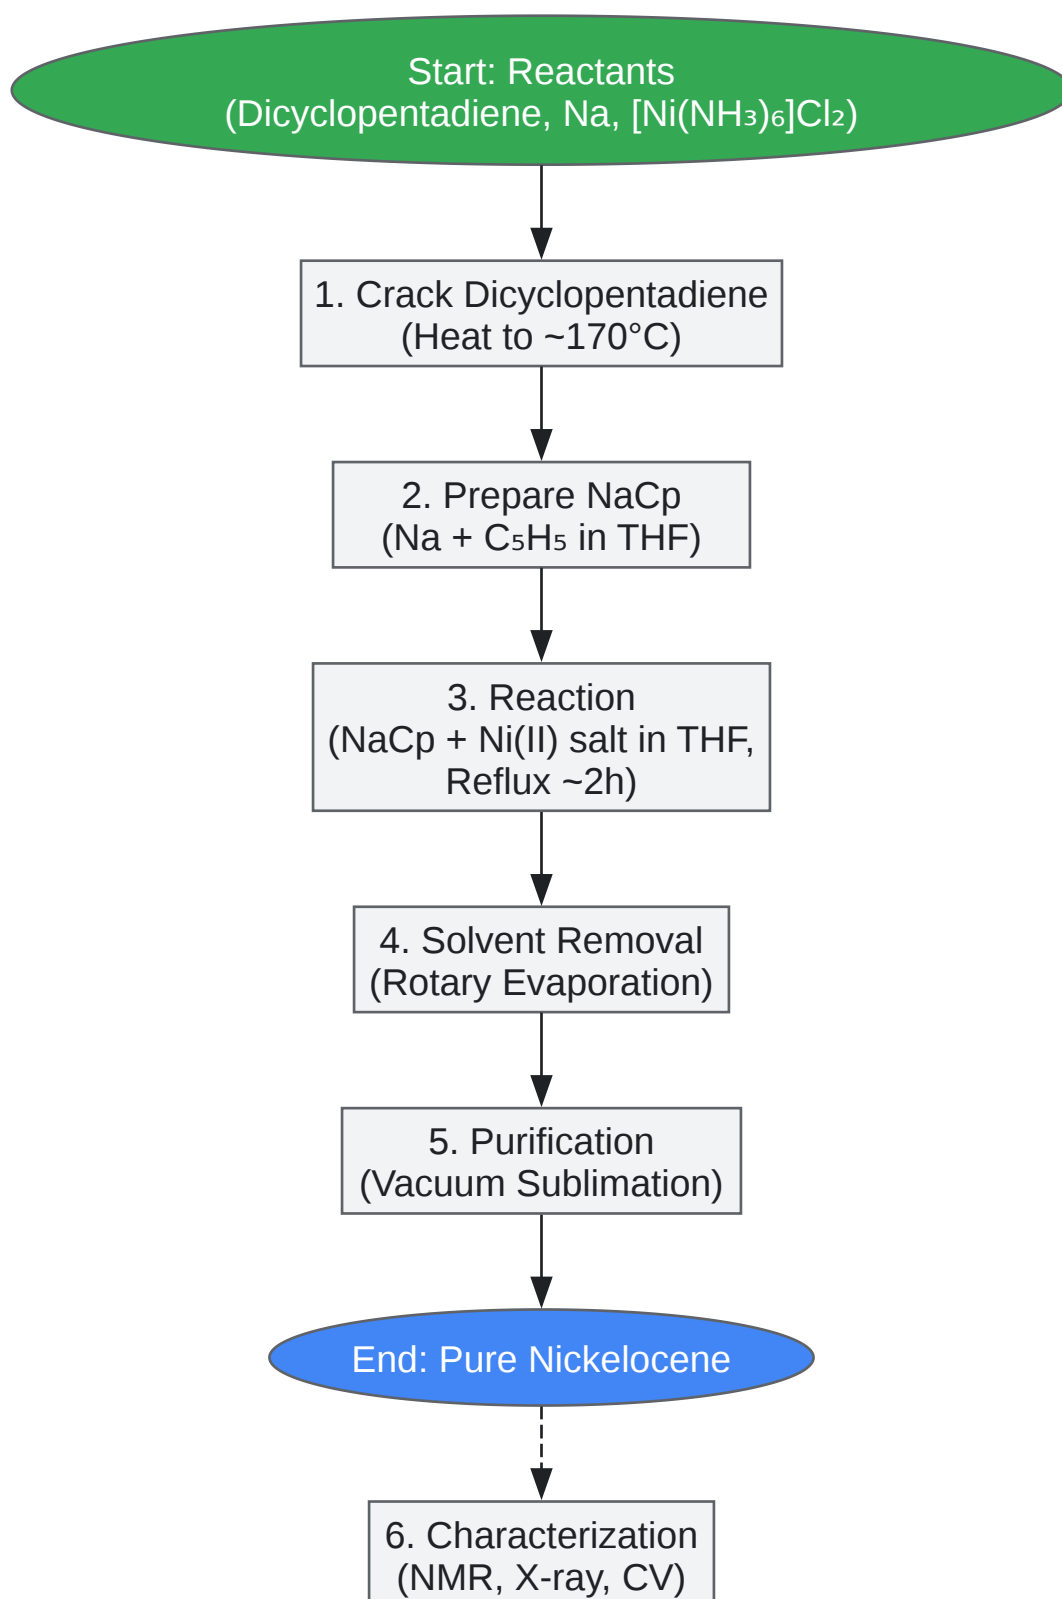 Start: Reactants
(Dicyclopentadiene, Na, [Ni(NH₃)₆]Cl₂)
1. Crack Dicyclopentadiene
(Heat to ~170°C)
2. Prepare NaCp
(Na + C₅H₅ in THF)
3. Reaction
(NaCp + Ni(II) salt in THF,
Reflux ~2h)
4. Solvent Removal
(Rotary Evaporation)
5. Purification
(Vacuum Sublimation)
End: Pure Nickelocene
6. Characterization
(NMR, X-ray, CV)